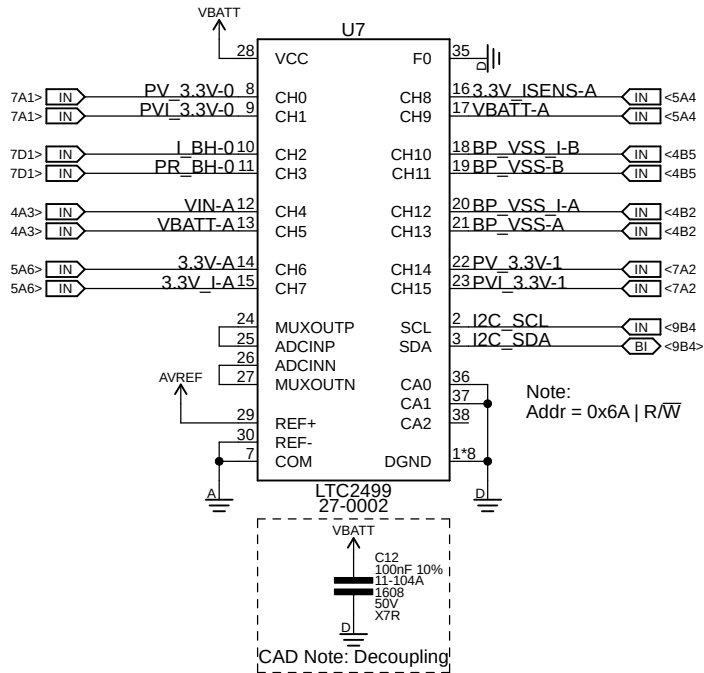 VBATT
U7
28 VCC F0 35 D
7A1> IN PV_3.3V-0 8 CH0 CH8 16 3.3V_ISENS-A IN <5A4
7A1> IN PVI_3.3V-0 9 CH1 CH9 17 VBATT-A IN <5A4
7D1> IN I_BH-0 10 CH2 CH10 18 BP_VSS_I-B IN <4B5
7D1> IN PR_BH-0 11 CH3 CH11 19 BP_VSS-B IN <4B5
4A3> IN VIN-A 12 CH4 CH12 20 BP_VSS_I-A IN <4B2
4A3> IN VBATT-A 13 CH5 CH13 21 BP_VSS-A IN <4B2
5A6> IN 3.3V-A 14 CH6 CH14 22 PV_3.3V-1 IN <7A2
5A6> IN 3.3V_I-A 15 CH7 CH15 23 PVI_3.3V-1 IN <7A2
24 MUXOUTP SCL 2 I2C_SCL IN <9B4
25 ADCINP SDA 3 I2C_SDA BI <9B4>
26 ADCINN
27 MUXOUTN CA0 36
AVREF
CA1 37
29 REF+ CA2 38
30 REF-
7 COM DGND 1*8
A
D
Note:
Addr = 0x6A | R/W̅
LTC2499
27-0002
VBATT
C12
100nF 10%
11-104A
1608
50V
X7R
D
CAD Note: Decoupling